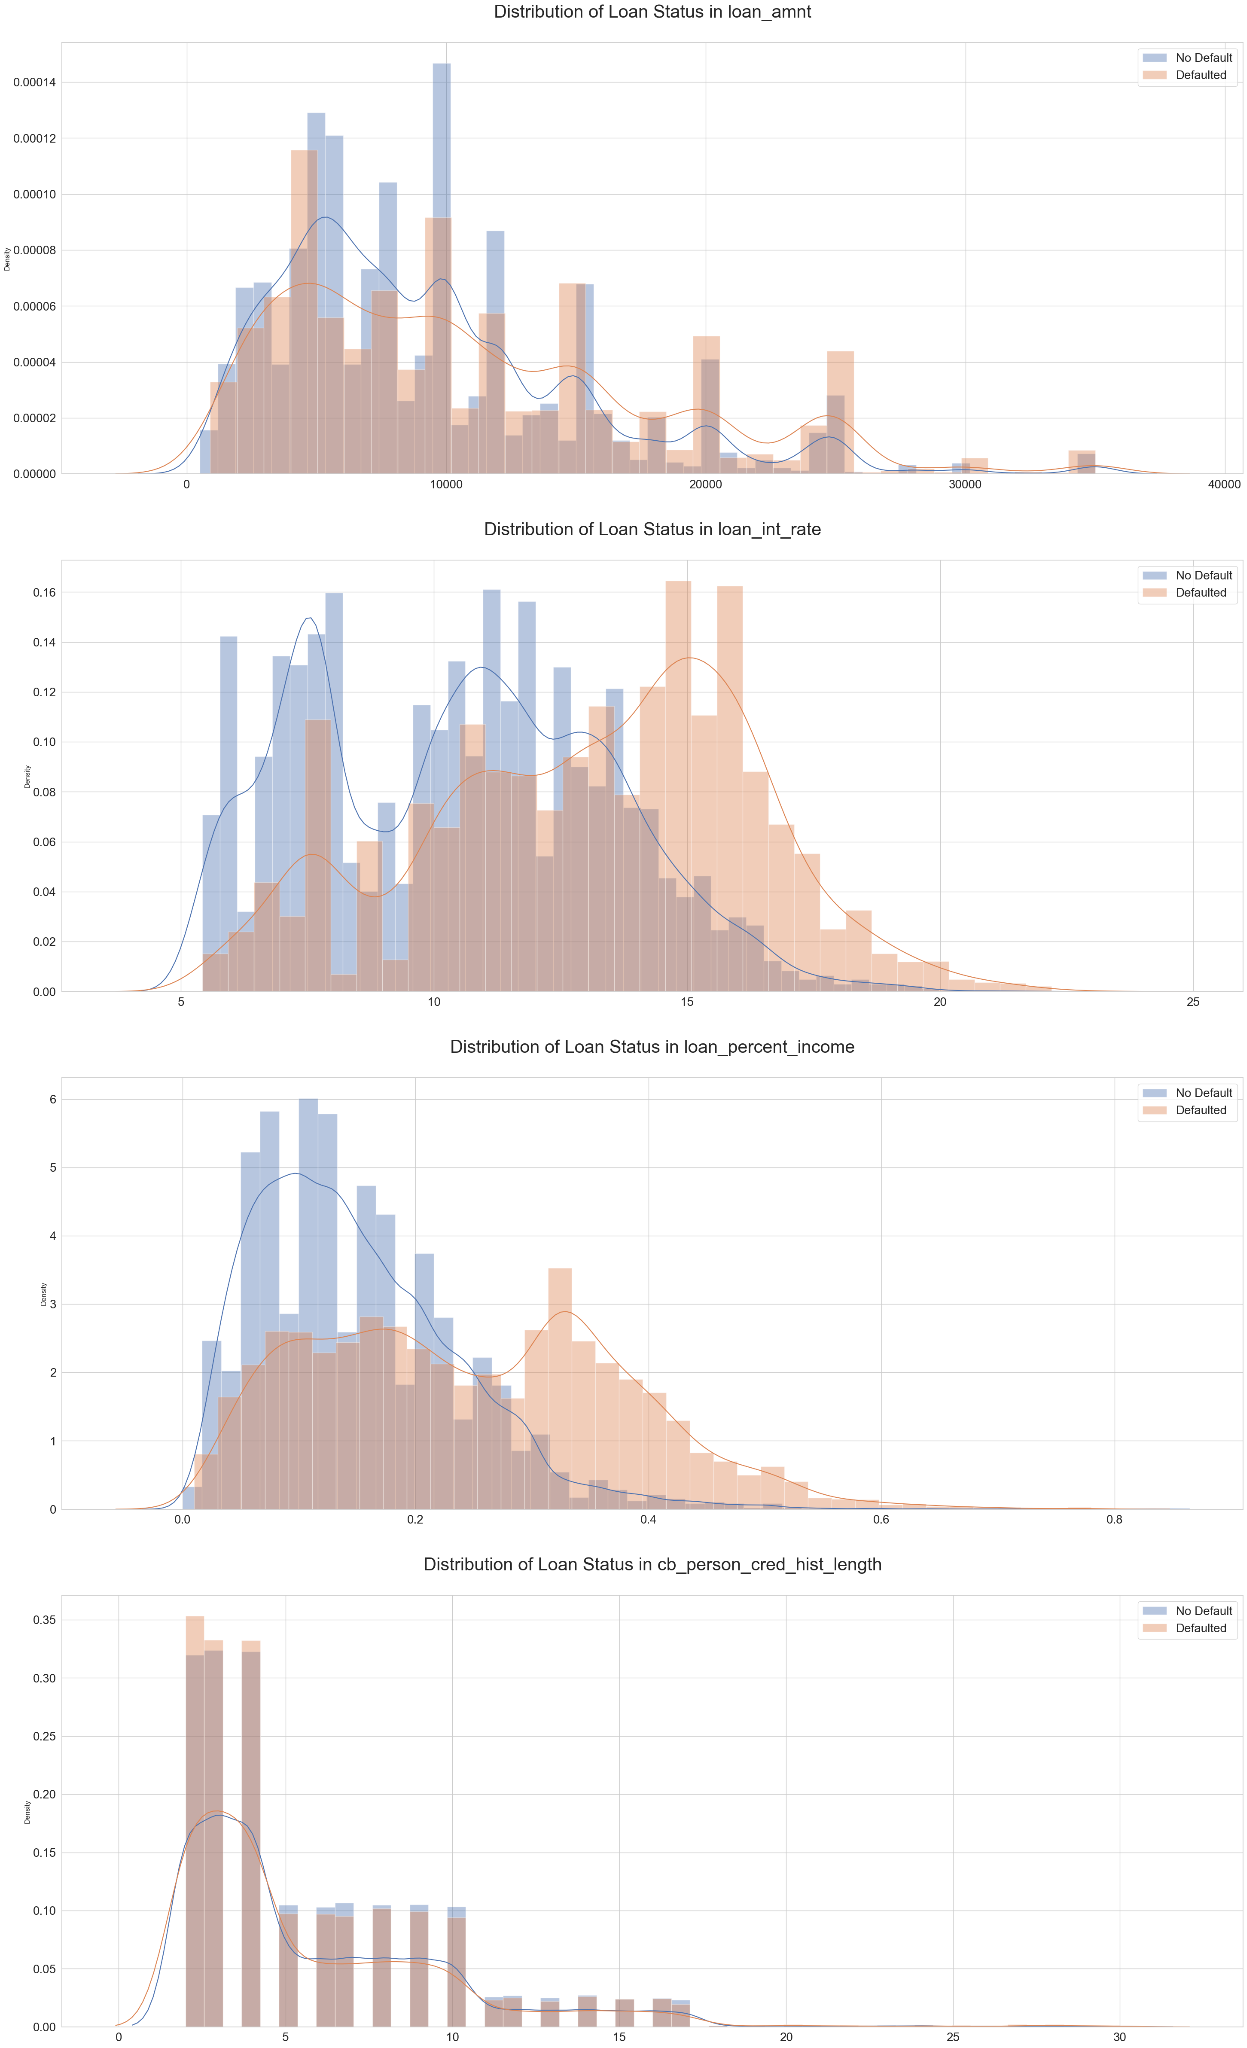 Distribution of Loan Status in loan_amnt
No Default
Defaulted
0.00014
0.00012
0.00010
0.00008
0.00006
0.00004
0.00002
0.00000
Density
0 10000 20000 30000 40000
Distribution of Loan Status in loan_int_rate
No Default
Defaulted
0.16
0.14
0.12
0.10
0.08
0.06
0.04
0.02
0.00
Density
5 10 15 20 25
Distribution of Loan Status in loan_percent_income
No Default
Defaulted
6
5
4
3
2
1
0
Density
0.0 0.2 0.4 0.6 0.8
Distribution of Loan Status in cb_person_cred_hist_length
No Default
Defaulted
0.35
0.30
0.25
0.20
0.15
0.10
0.05
0.00
Density
0 5 10 15 20 25 30